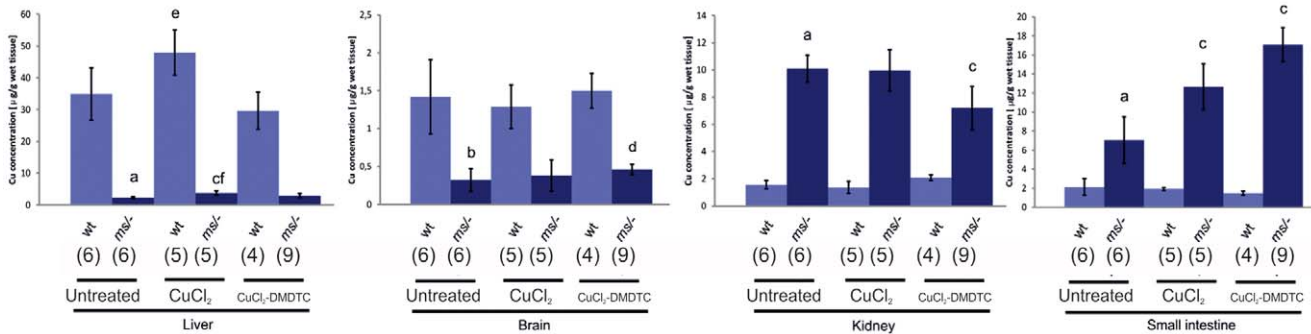 Cu concentration [ µg/g wet tissue]
60
50
40
30
20
10
0
e
a
cf
wt
ms/-
wt
ms/-
wt
ms/-
(6) (6) (5) (5) (4) (9)
Untreated
CuCl₂
CuCl₂-DMDTC
Liver
Cu concentration [ µg/g wet tissue]
2,5
2
1,5
1
0,5
0
b
d
wt
ms/-
wt
ms/-
wt
ms/-
(6) (6) (5) (5) (4) (9)
Untreated
CuCl₂
CuCl₂-DMDTC
Brain
Cu concentration [ µg/g wet tissue]
14
12
10
8
6
4
2
0
a
c
wt
ms/-
wt
ms/-
wt
ms/-
(6) (6) (5) (5) (4) (9)
Untreated
CuCl₂
CuCl₂-DMDTC
Kidney
Cu concentration [ µg/g wet tissue]
20
18
16
14
12
10
8
6
4
2
0
a
c
c
wt
ms/-
wt
ms/-
wt
ms/-
(6) (6) (5) (5) (4) (9)
Untreated
CuCl₂
CuCl₂-DMDTC
Small intestine